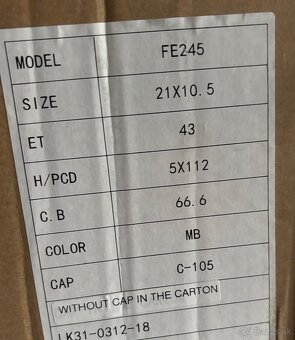 MODEL FE245
SIZE 21X10.5
ET 43
H/PCD 5X112
C.B 66.6
COLOR MB
CAP C-105
WITHOUT CAP IN THE CARTON
LK31-0312-18